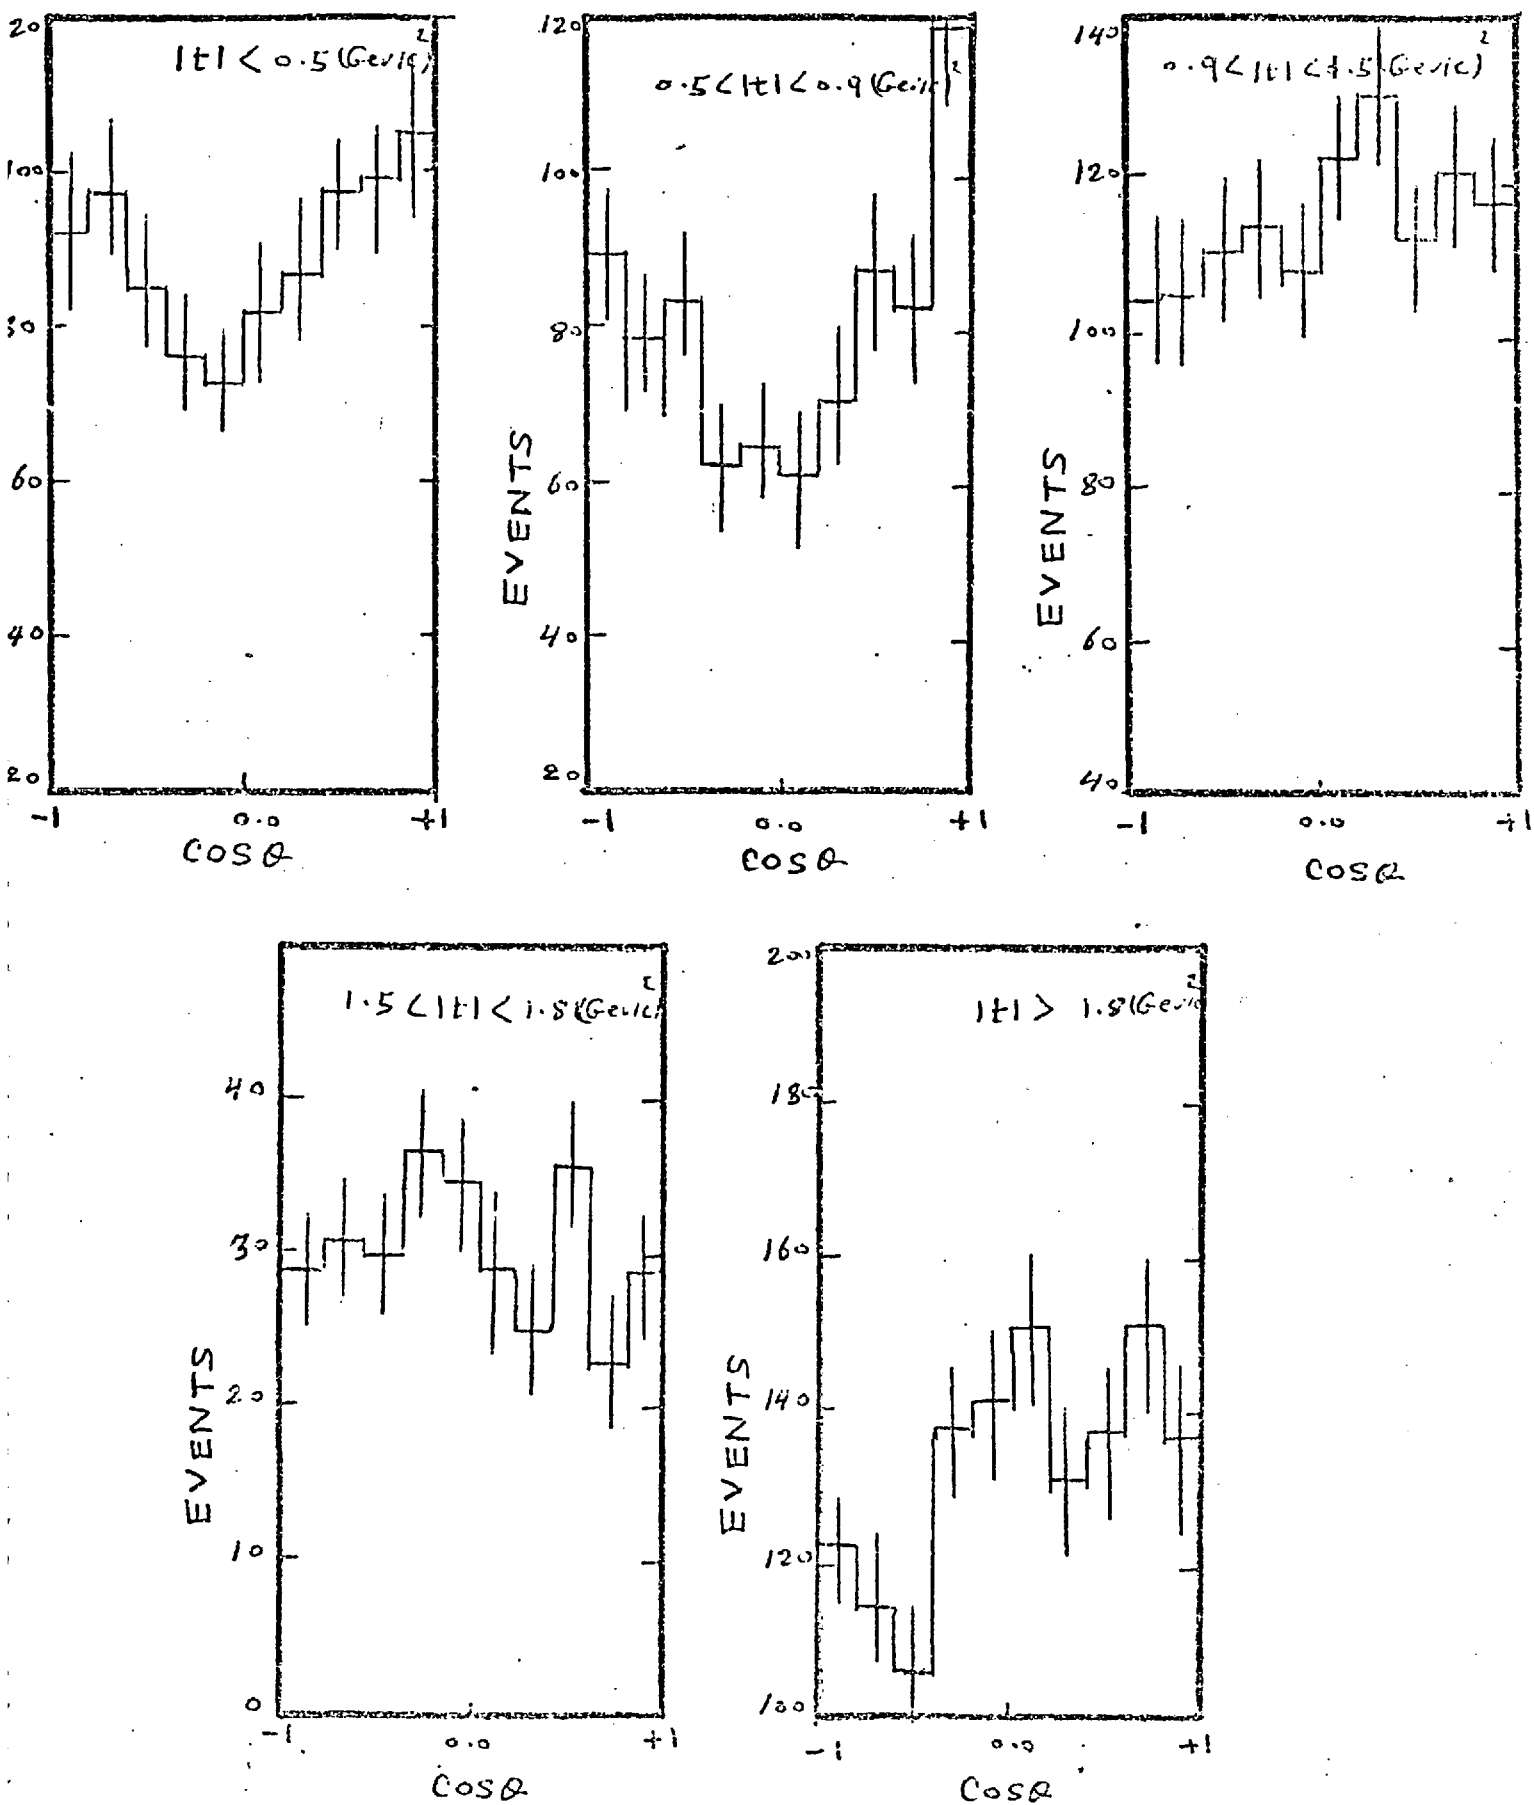 |t| < 0.5 (GeV/c)²
20
100
80
60
40
20
-1 0.0 +1
COSθ
0.5 < |t| < 0.9 (GeV/c)²
120
100
80
60
40
20
EVENTS
-1 0.0 +1
COSθ
0.9 < |t| < 1.5 (GeV/c)²
140
120
100
80
60
40
EVENTS
-1 0.0 +1
COSθ
1.5 < |t| < 1.8 (GeV/c)²
40
30
20
10
0
EVENTS
-1 0.0 +1
COSθ
|t| > 1.8 (GeV/c)²
200
180
160
140
120
100
EVENTS
-1 0.0 +1
COSθ